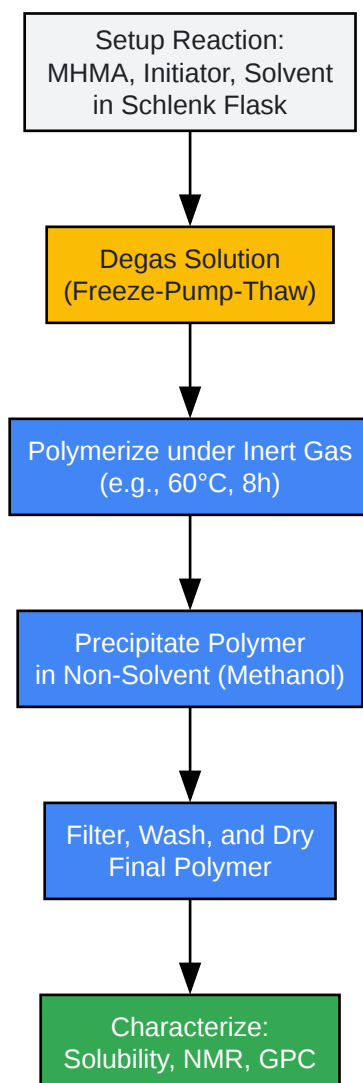 Setup Reaction:
MHMA, Initiator, Solvent
in Schlenk Flask
Degas Solution
(Freeze-Pump-Thaw)
Polymerize under Inert Gas
(e.g., 60°C, 8h)
Precipitate Polymer
in Non-Solvent (Methanol)
Filter, Wash, and Dry
Final Polymer
Characterize:
Solubility, NMR, GPC